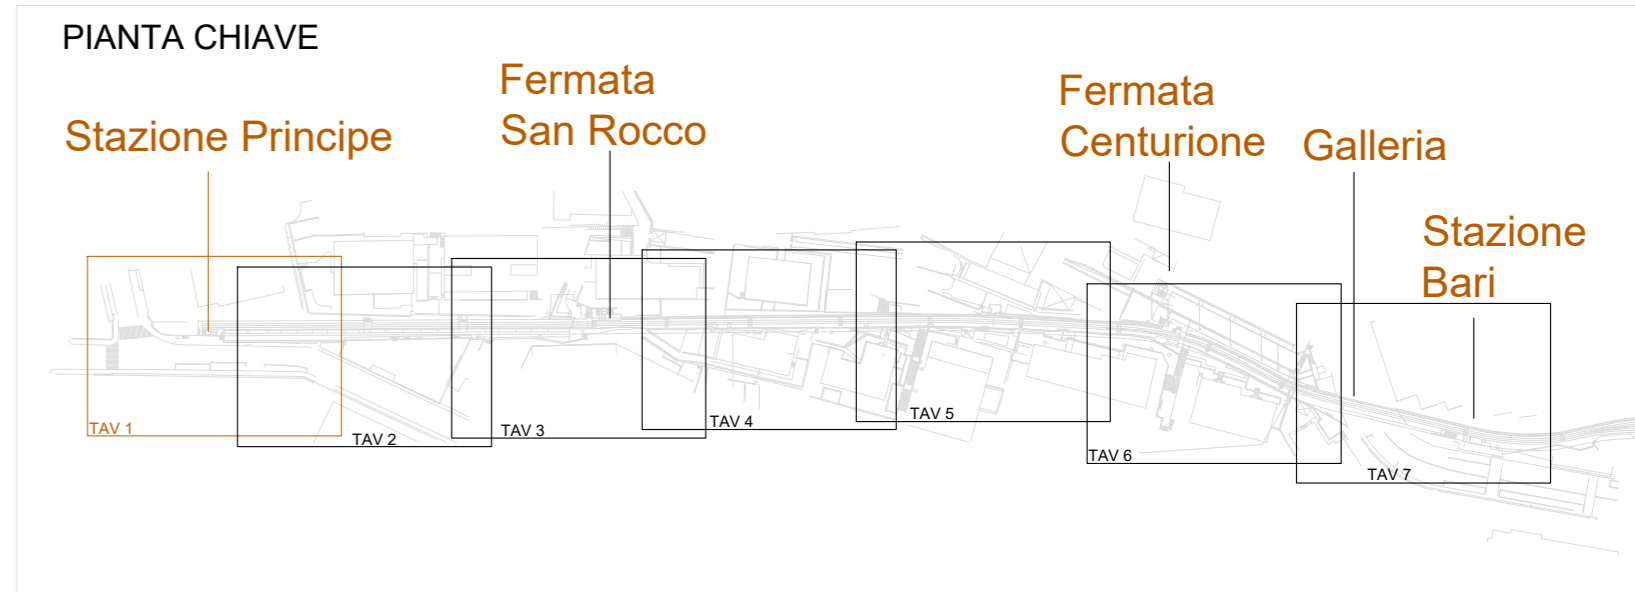 PIANTA CHIAVE
Stazione Principe
Fermata
San Rocco
Fermata
Centurione
Galleria
Stazione
Bari
TAV 1
TAV 2
TAV 3
TAV 4
TAV 5
TAV 6
TAV 7